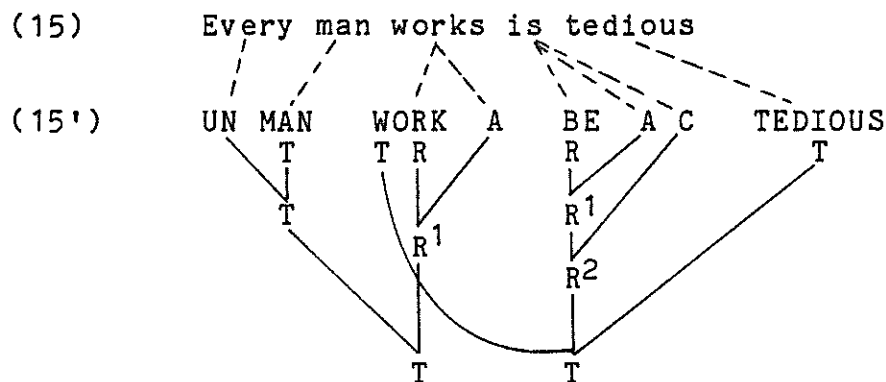 (15) Every man works is tedious
(15') UN MAN WORK A BE A C TEDIOUS
T T R R T
T R¹ R¹
R²
T T